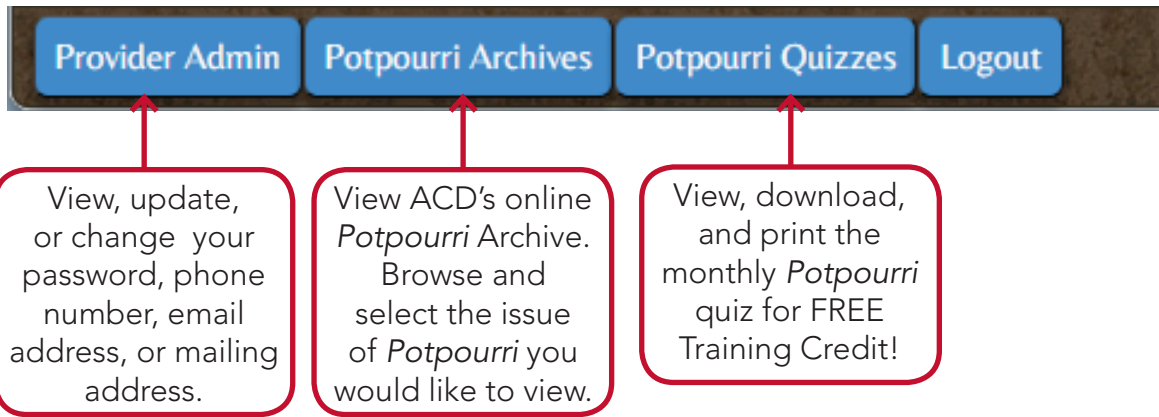 Provider Admin
Potpourri Archives
Potpourri Quizzes
Logout
View, update,
or change your
password, phone
number, email
address, or mailing
address.
View ACD's online
Potpourri Archive.
Browse and
select the issue
of Potpourri you
would like to view.
View, download,
and print the
monthly Potpourri
quiz for FREE
Training Credit!